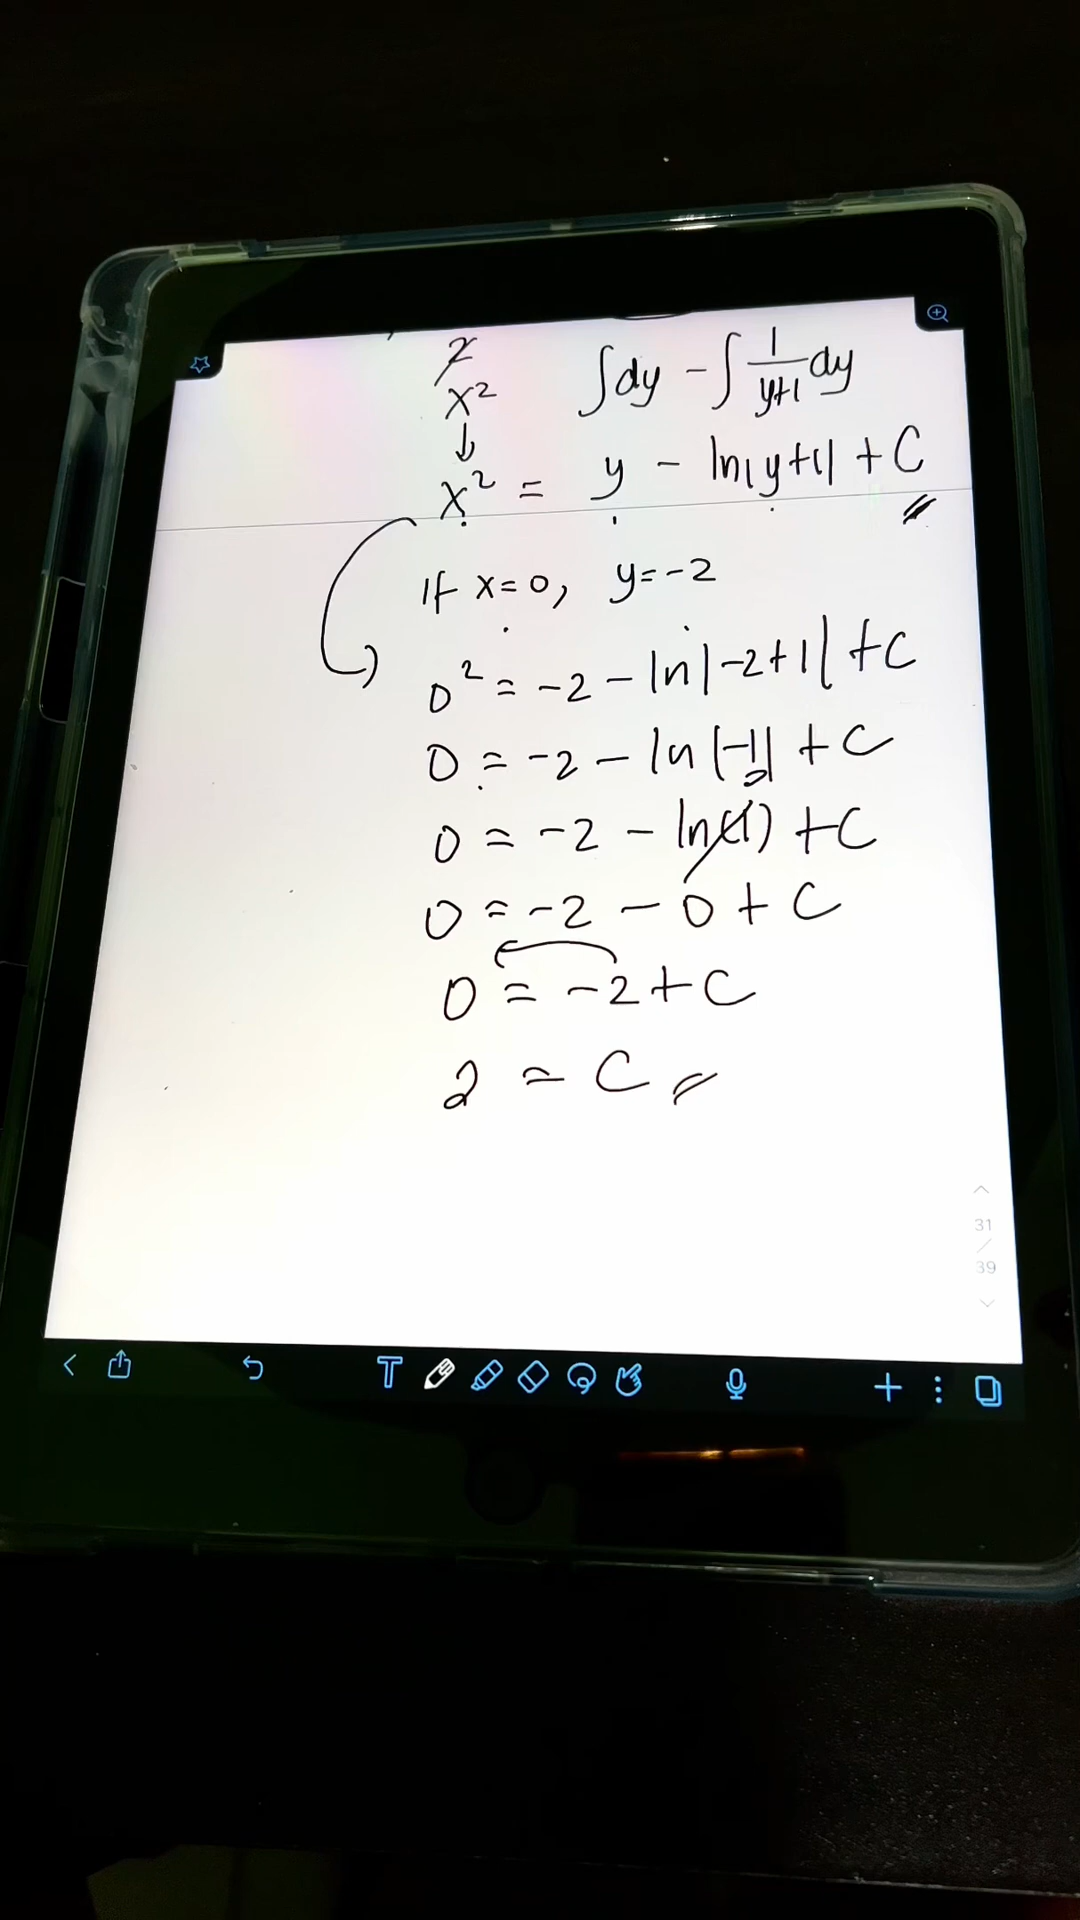 2
x² ∫dy - ∫ 1/(y+1) dy
↓
x² = y - ln|y+1| + C
If x=0, y=-2
0² = -2 - ln|-2+1| + C
0 = -2 - ln|-1| + C
0 = -2 - ln(1) + C
0 = -2 - 0 + C
0 = -2 + C
2 = C
31
/
39
T